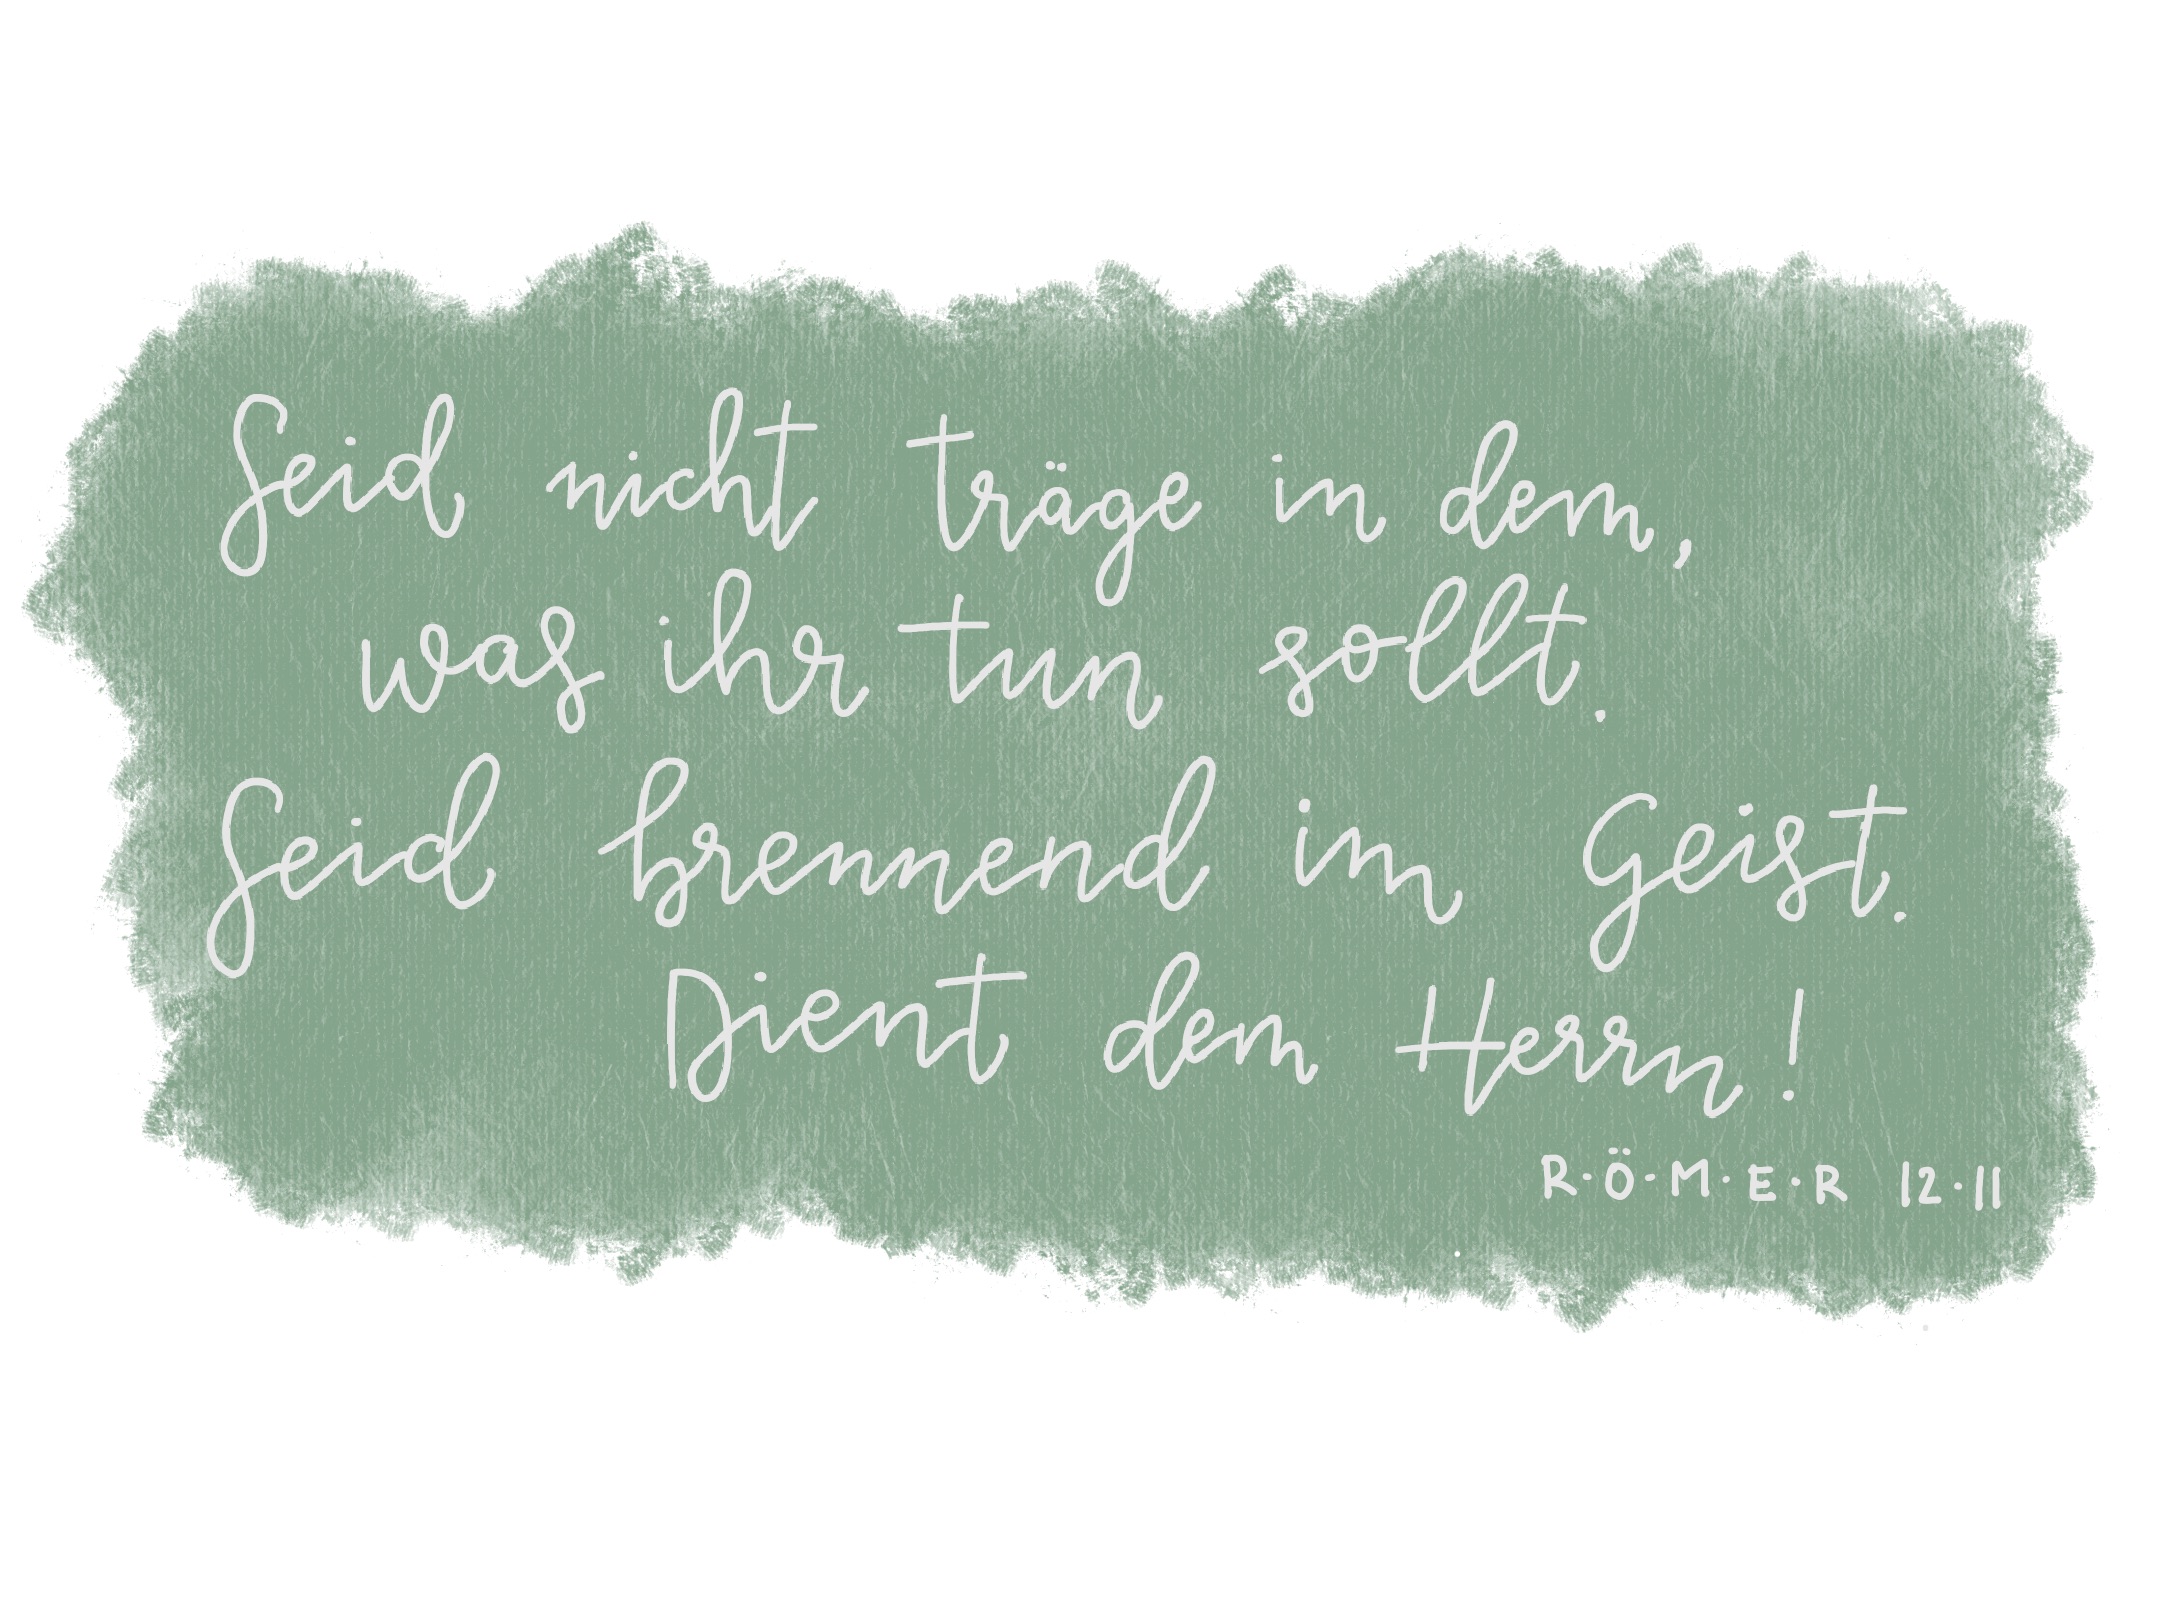 Seid nicht träge in dem,
was ihr tun sollt.
Seid brennend im Geist.
Dient dem Herrn!
R·Ö·M·E·R 12·11